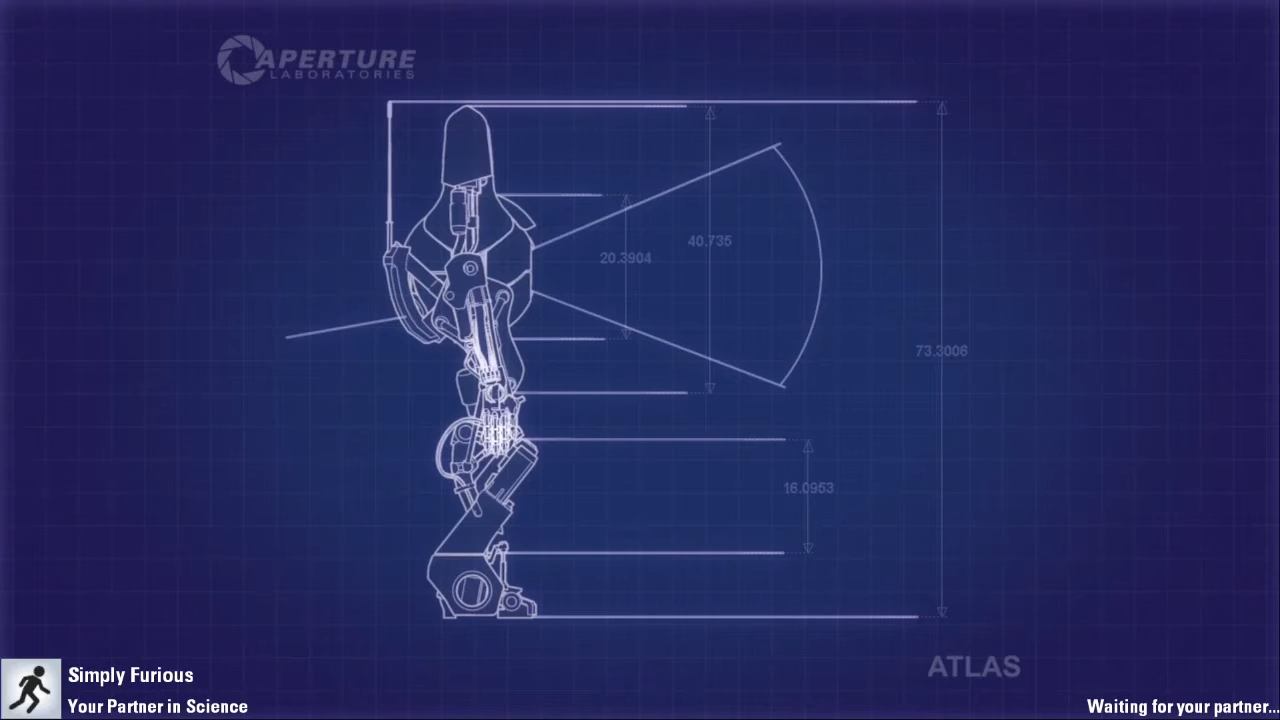 APERTURE
LABORATORIES
40.735
20.3904
73.3006
16.0953
ATLAS
Simply Furious
Your Partner in Science
Waiting for your partner...